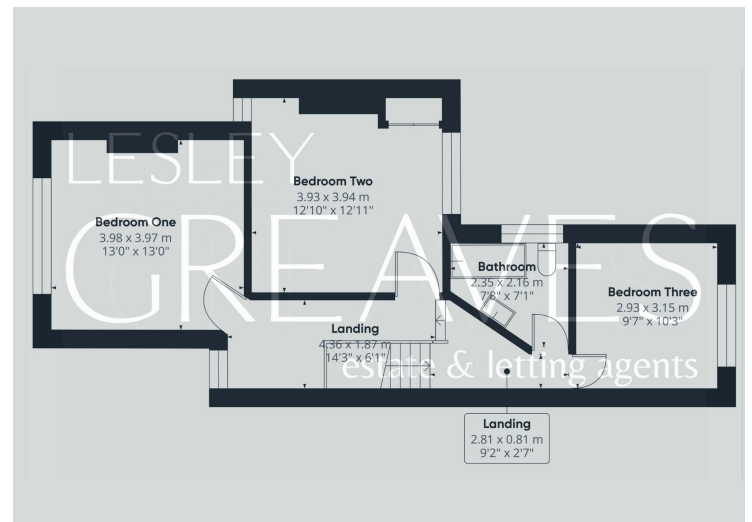 LESLEY
GREAVES
estate & letting agents
Bedroom Two
3.93 x 3.94 m
12'10" x 12'11"
Bedroom One
3.98 x 3.97 m
13'0" x 13'0"
Bathroom
2.35 x 2.16 m
7'8" x 7'1"
Bedroom Three
2.93 x 3.15 m
9'7" x 10'3"
Landing
4.36 x 1.87 m
14'3" x 6'1"
Landing
2.81 x 0.81 m
9'2" x 2'7"